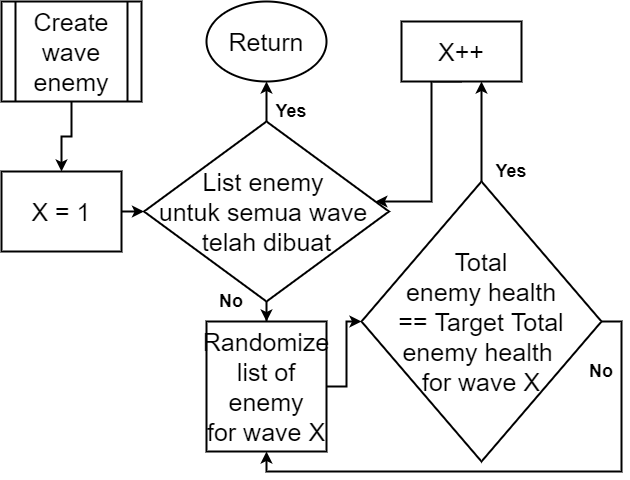 Create
wave
enemy
Return
X++
Yes
X = 1
List enemy
untuk semua wave
telah dibuat
Yes
No
Total
enemy health
== Target Total
enemy health
for wave X
Randomize
list of
enemy
for wave X
No